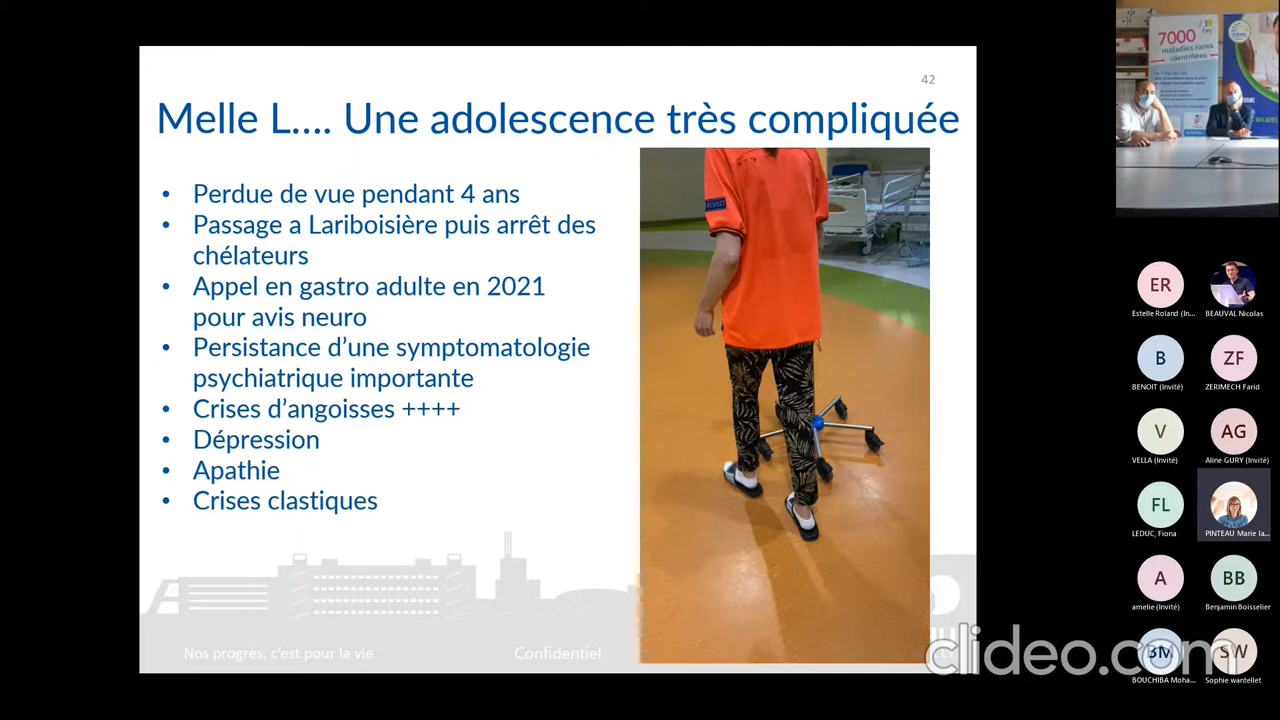 42
Melle L.... Une adolescence très compliquée
• Perdue de vue pendant 4 ans
• Passage a Lariboisière puis arrêt des
chélateurs
• Appel en gastro adulte en 2021
pour avis neuro
• Persistance d’une symptomatologie
psychiatrique importante
• Crises d’angoisses ++++
• Dépression
• Apathie
• Crises clastiques
Nos progrès, c’est pour la vie
Confidentiel
7000
maladies rares
identifiées
ER
Estelle Roland (In...
BEAUVAL Nicolas
B
BENOIT (Invité)
ZF
ZERIMECH Farid
V
VELLA (Invité)
AG
Aline GURY (Invité)
FL
LEDUC, Fiona
PINTEAU Marie la...
A
amelie (Invité)
BB
Benjamin Boisselier
BM
BOUCHIBA Moha...
SW
Sophie wantellet
clideo.com